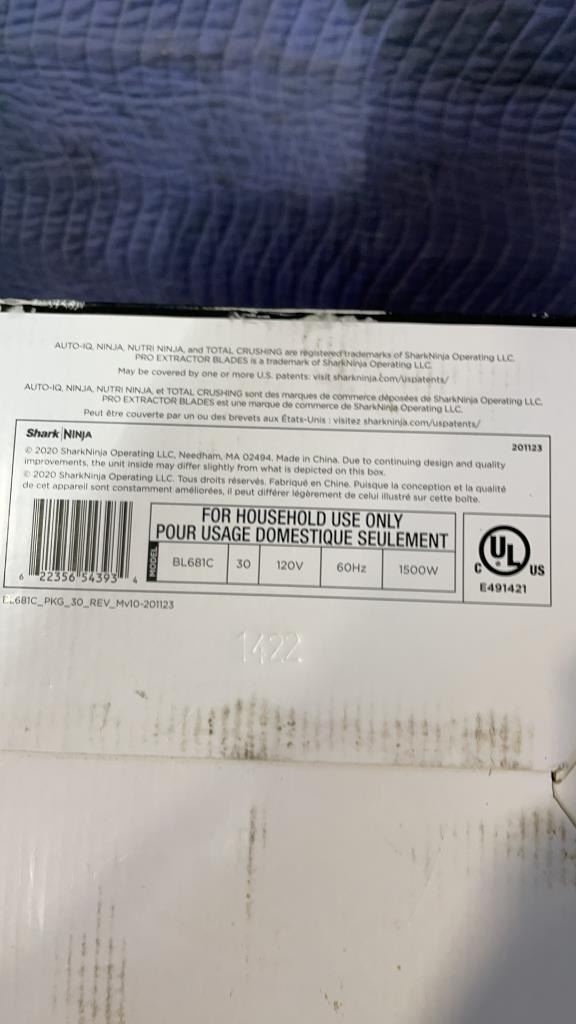 AUTO-IQ, NINJA, NUTRI NINJA, and TOTAL CRUSHING are registered trademarks of SharkNinja Operating LLC.
PRO EXTRACTOR BLADES is a trademark of SharkNinja Operating LLC.
May be covered by one or more U.S. patents: visit sharkninja.com/uspatents/
AUTO-IQ, NINJA, NUTRI NINJA, et TOTAL CRUSHING sont des marques de commerce déposées de SharkNinja Operating LLC.
PRO EXTRACTOR BLADES est une marque de commerce de SharkNinja Operating LLC.
Peut être couverte par un ou des brevets aux États-Unis : visitez sharkninja.com/uspatents/
Shark | NINJA
201123
© 2020 SharkNinja Operating LLC, Needham, MA 02494. Made in China. Due to continuing design and quality
improvements, the unit inside may differ slightly from what is depicted on this box.
© 2020 SharkNinja Operating LLC. Tous droits réservés. Fabriqué en Chine. Puisque la conception et la qualité
de cet appareil sont constamment améliorées, il peut différer légèrement de celui illustré sur cette boîte.
FOR HOUSEHOLD USE ONLY
POUR USAGE DOMESTIQUE SEULEMENT
MODEL BL681C 30 120V 60Hz 1500W
C UL US
E491421
6 22356 54393 4
BL681C_PKG_30_REV_Mv10-201123
1422